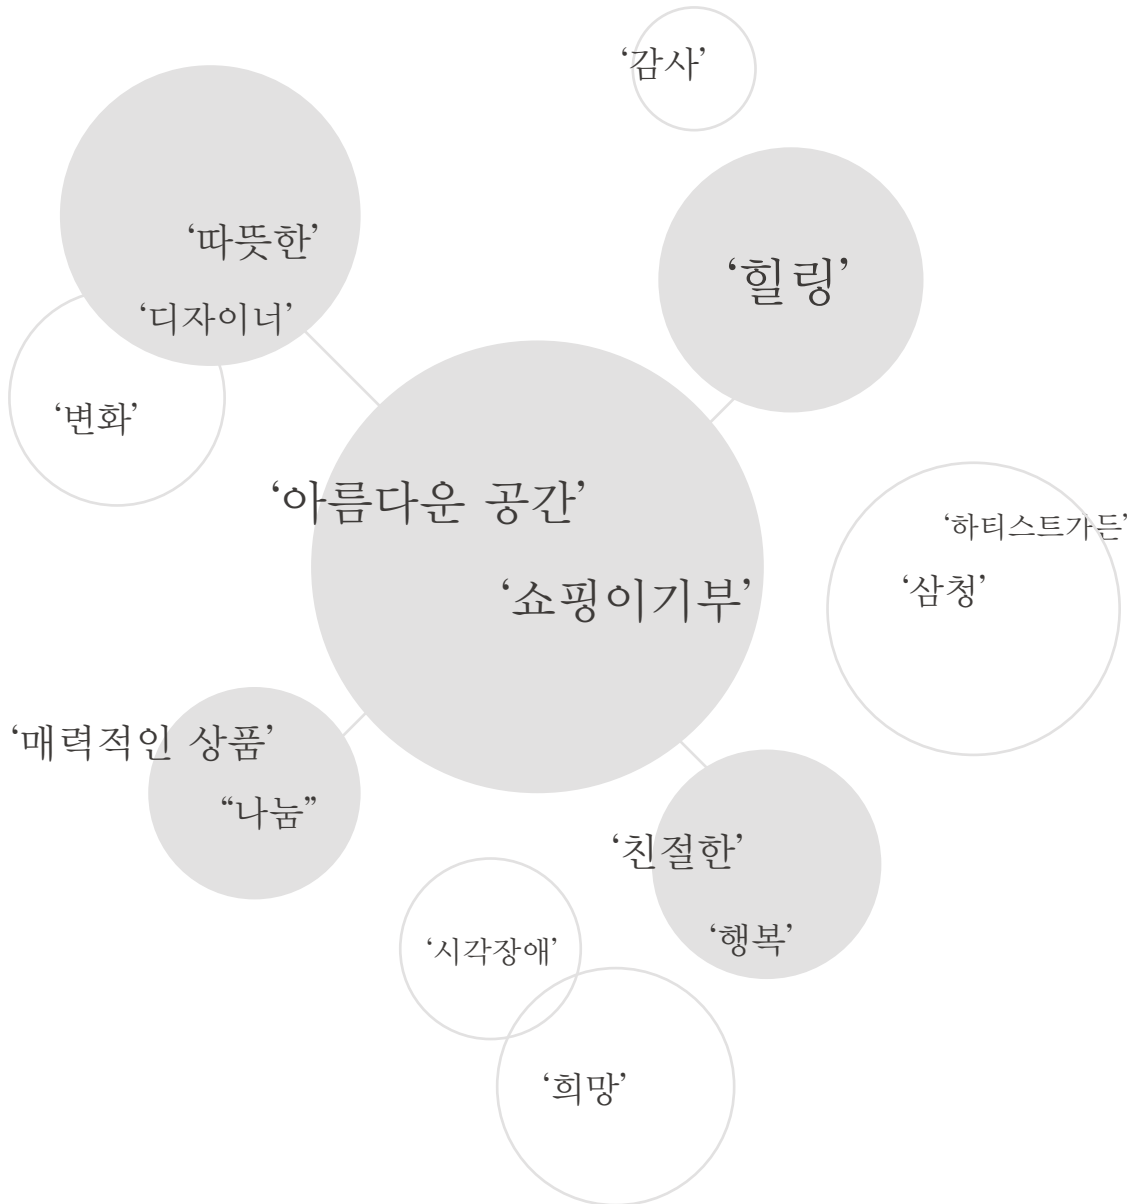 ‘감사’
‘따뜻한’
‘힐링’
‘디자이너’
‘변화’
‘아름다운 공간’
‘하티스트가든’
‘삼청’
‘쇼핑이기부’
‘매력적인 상품’
“나눔”
‘친절한’
‘행복’
‘시각장애’
‘희망’